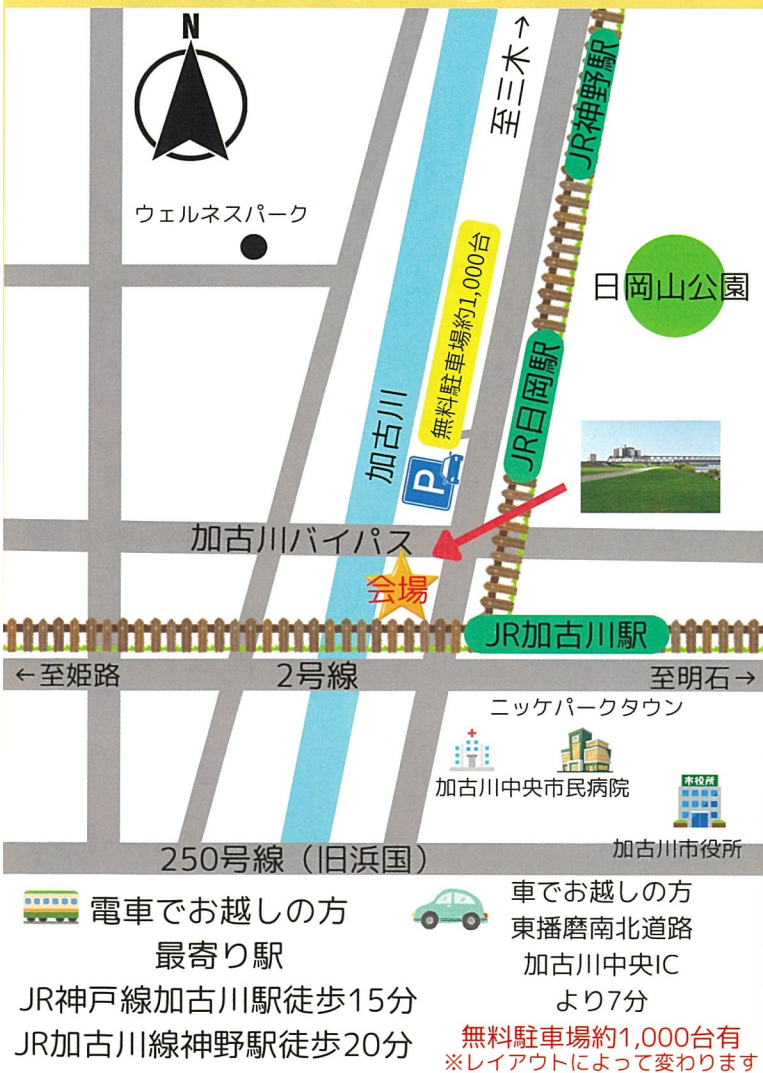 N
至三木→
JR神野駅
ウェルネスパーク
無料駐車場約1,000台
日岡山公園
JR日岡駅
加古川
P
加古川バイパス
会場
JR加古川駅
←至姫路
2号線
至明石→
ニッケパークタウン
加古川中央市民病院
市役所
加古川市役所
250号線（旧浜国）
電車でお越しの方
最寄り駅
JR神戸線加古川駅徒歩15分
JR加古川線神野駅徒歩20分
車でお越しの方
東播磨南北道路
加古川中央IC
より7分
無料駐車場約1,000台有
※レイアウトによって変わります